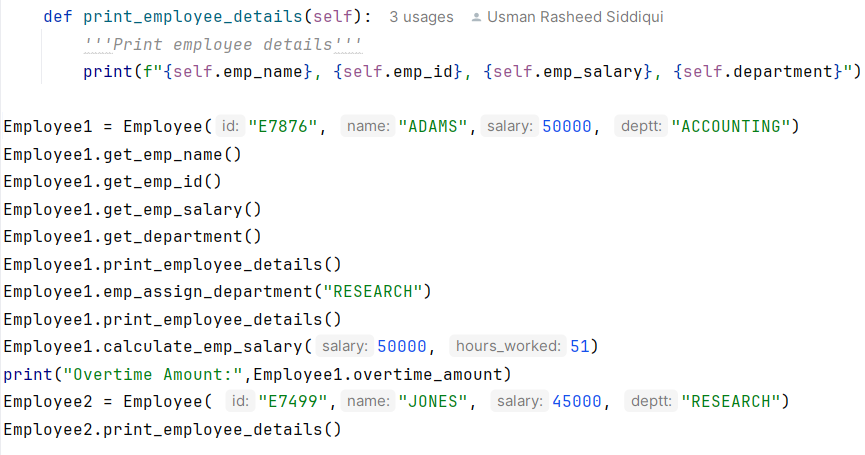 def print_employee_details(self): 3 usages Usman Rasheed Siddiqui
'''Print employee details'''
print(f"{self.emp_name}, {self.emp_id}, {self.emp_salary}, {self.department}")
Employee1 = Employee( id: "E7876", name: "ADAMS", salary: 50000, deptt: "ACCOUNTING")
Employee1.get_emp_name()
Employee1.get_emp_id()
Employee1.get_emp_salary()
Employee1.get_department()
Employee1.print_employee_details()
Employee1.emp_assign_department("RESEARCH")
Employee1.print_employee_details()
Employee1.calculate_emp_salary( salary: 50000, hours_worked: 51)
print("Overtime Amount:",Employee1.overtime_amount)
Employee2 = Employee( id: "E7499", name: "JONES", salary: 45000, deptt: "RESEARCH")
Employee2.print_employee_details()